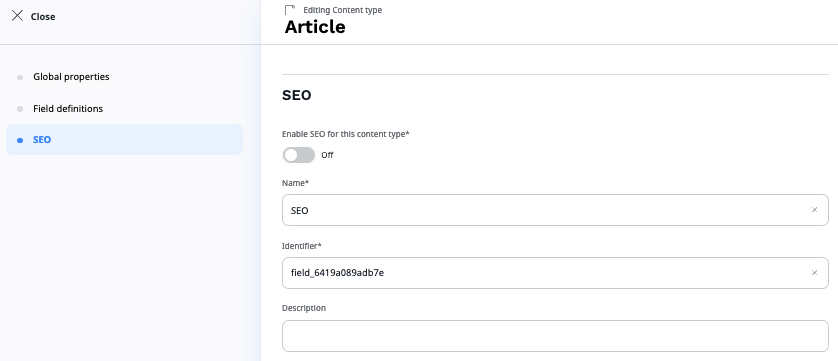 Close
Editing Content type
Article
Global properties
Field definitions
SEO
SEO
Enable SEO for this content type*
Off
Name*
SEO
Identifier*
field_6419a089adb7e
Description